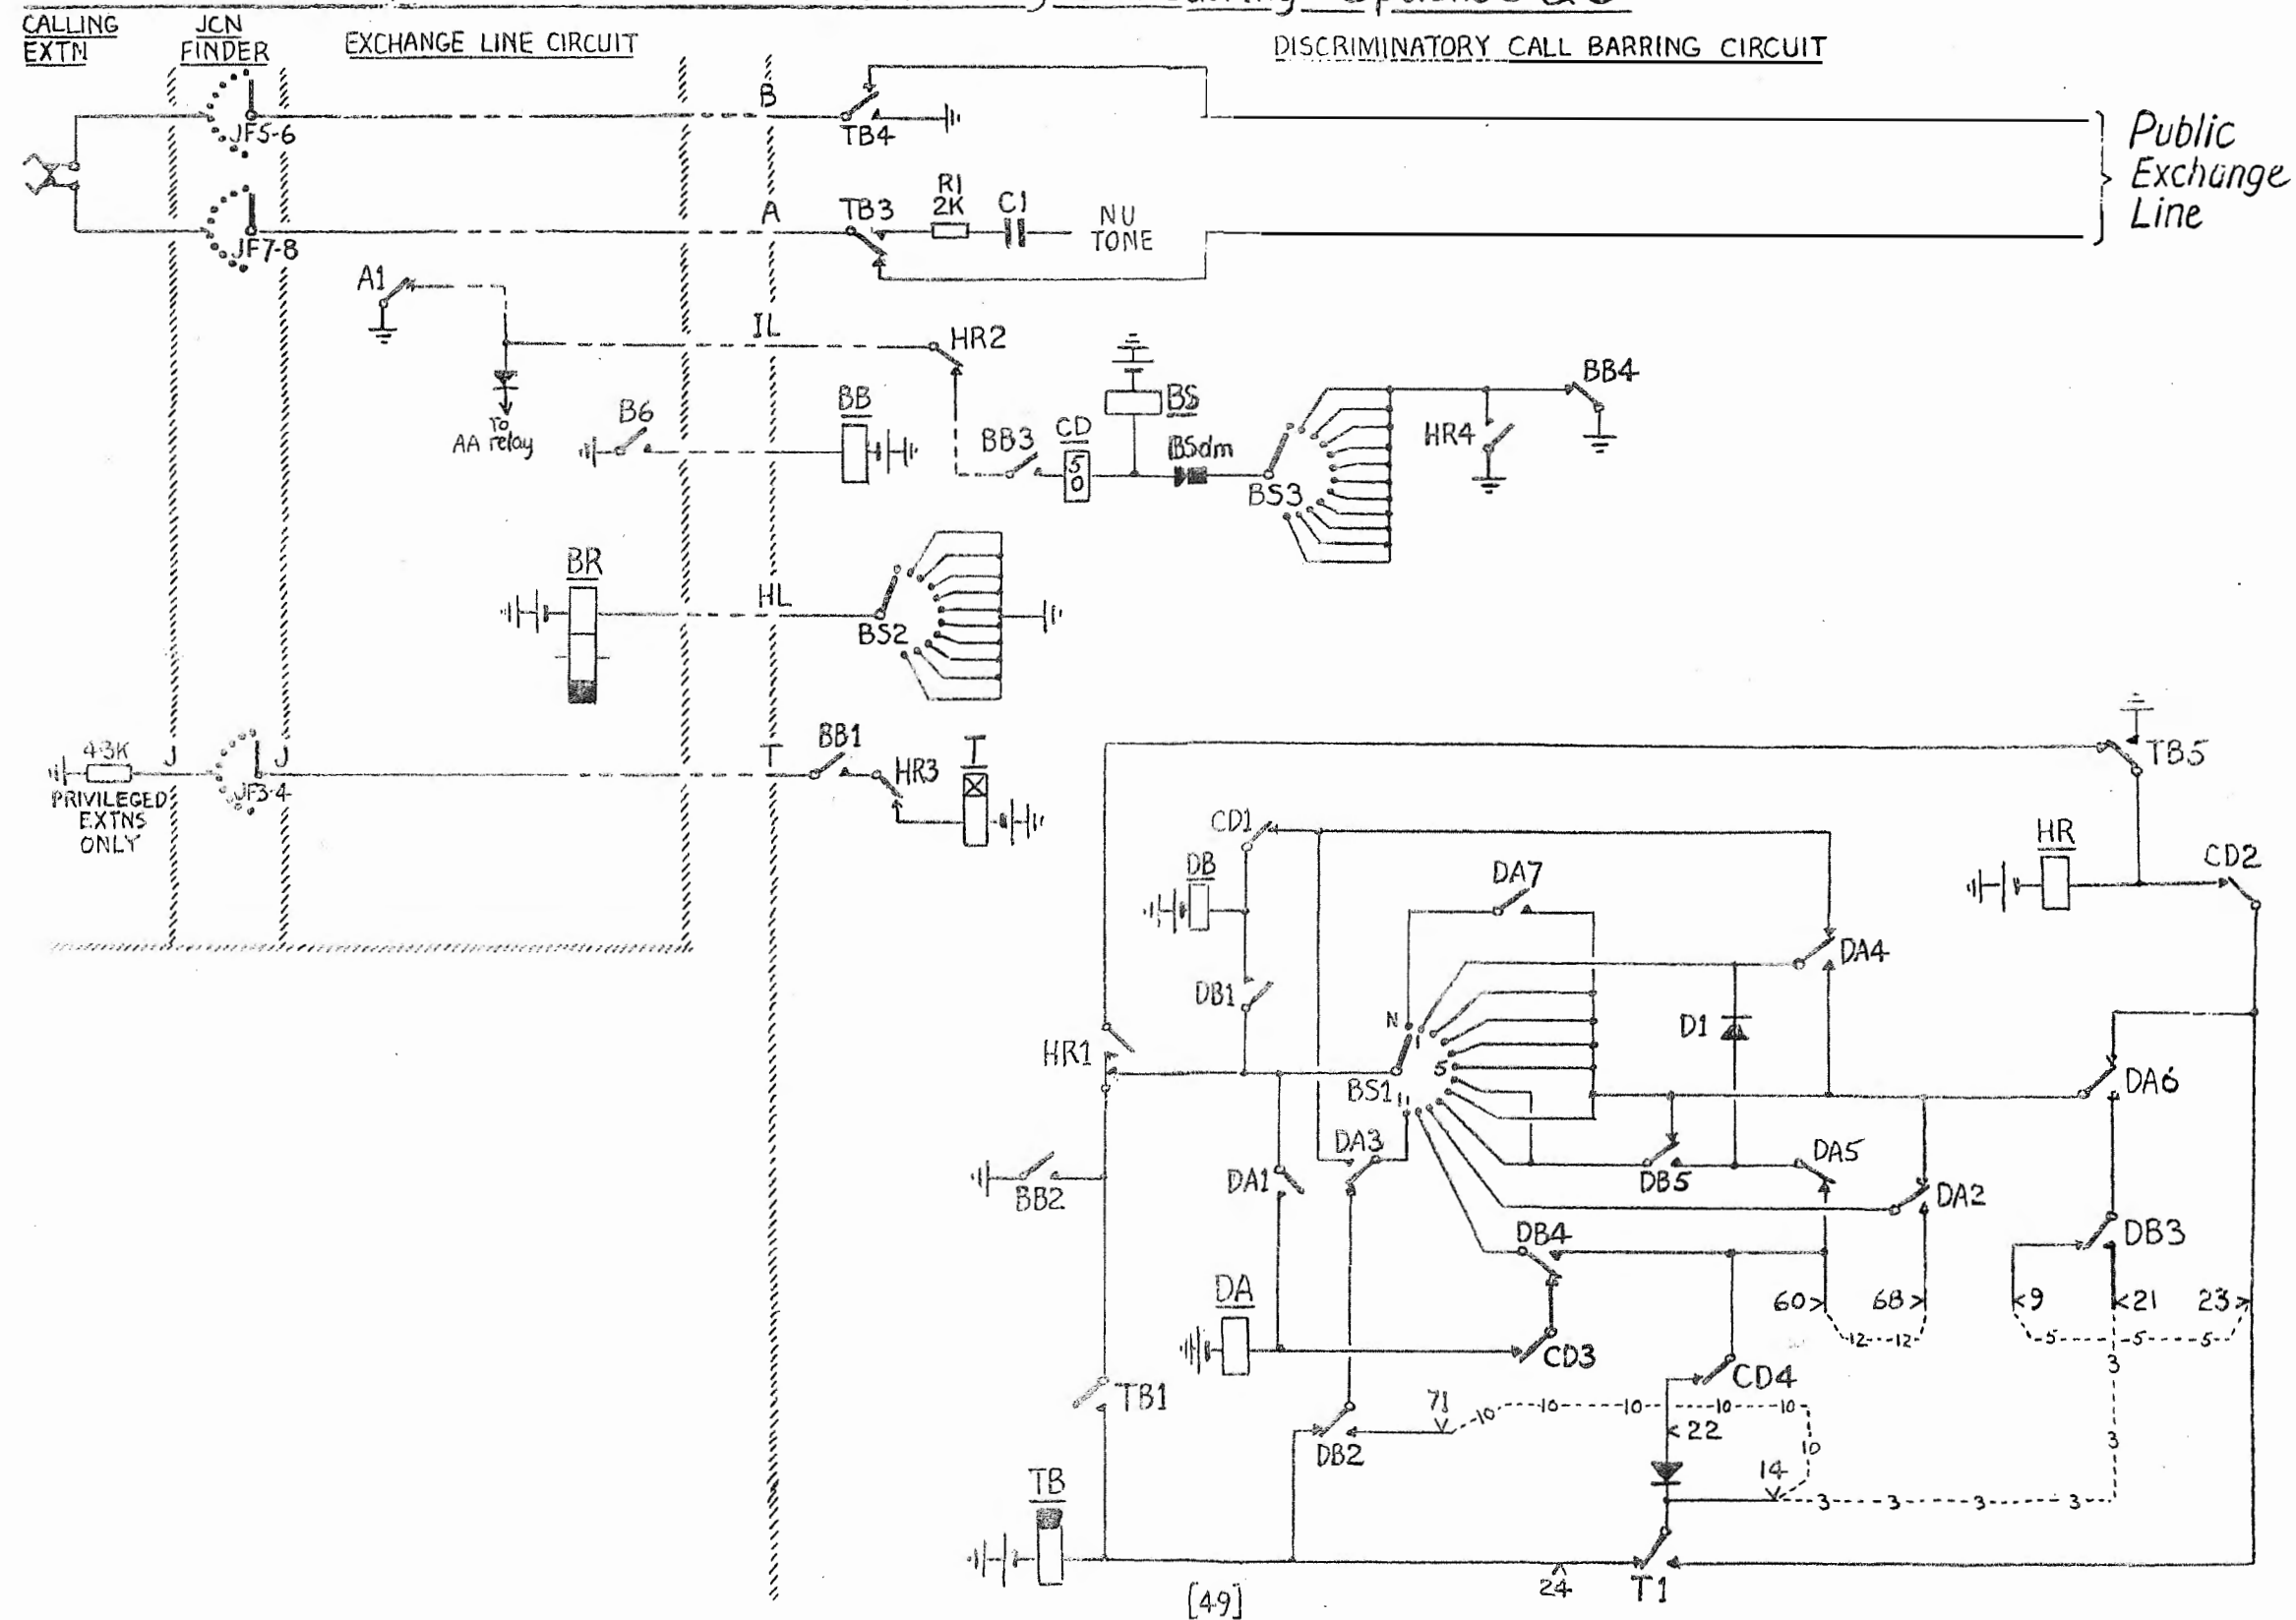 Barring
CALLING
EXTN
JCN
FINDER
EXCHANGE LINE CIRCUIT
DISCRIMINATORY CALL BARRING CIRCUIT
B
JF5-6
TB4
Public
Exchange
Line
A
TB3
R1
2K
C1
NU
TONE
JF7-8
A1
IL
HR2
To
AA relay
B6
BB
BB3
CD
50
BS
BSdm
BS3
HR4
BB4
BR
HL
BS2
43K
J
J
JF3-4
PRIVILEGED
EXTNS
ONLY
T
BB1
HR3
T
TB5
HR
CD2
CD1
DB
DA7
DA4
DB1
N
1
5
11
BS1
D1
DA6
HR1
DA3
DA1
DB5
DA5
DA2
BB2
DB4
DB3
60
68
9
21
23
12 12
5 5 5
DA
CD3
CD4
TB1
71
10 10 10 10 10
10
22
DB2
14
3
3
3 3 3 3
TB
24
T1
[49]